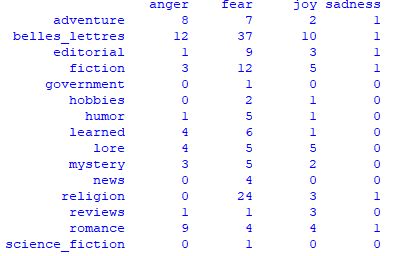 anger fear joy sadness
adventure 8 7 2 1
belles_lettres 12 37 10 1
editorial 1 9 3 1
fiction 3 12 5 1
government 0 1 0 0
hobbies 0 2 1 0
humor 1 5 1 0
learned 4 6 1 0
lore 4 5 5 0
mystery 3 5 2 0
news 0 4 0 0
religion 0 24 3 1
reviews 1 1 3 0
romance 9 4 4 1
science_fiction 0 1 0 0